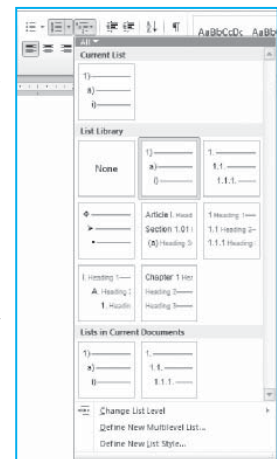 AaBbCcDc AaBb
All
Current List
1)
a)
i)
List Library
None
1)
a)
i)
1.
1.1.
1.1.1.
Article I. Head
Section 1.01
(a) Heading 3
1 Heading 1
1.1 Heading 2
1.1.1 Heading
I. Heading 1
A. Heading
1. Headin
Chapter 1 Hea
Heading 2
Heading 3
Lists in Current Documents
1)
a)
i)
1.
1.1.
1.1.1.
Change List Level
Define New Multilevel List...
Define New List Style...